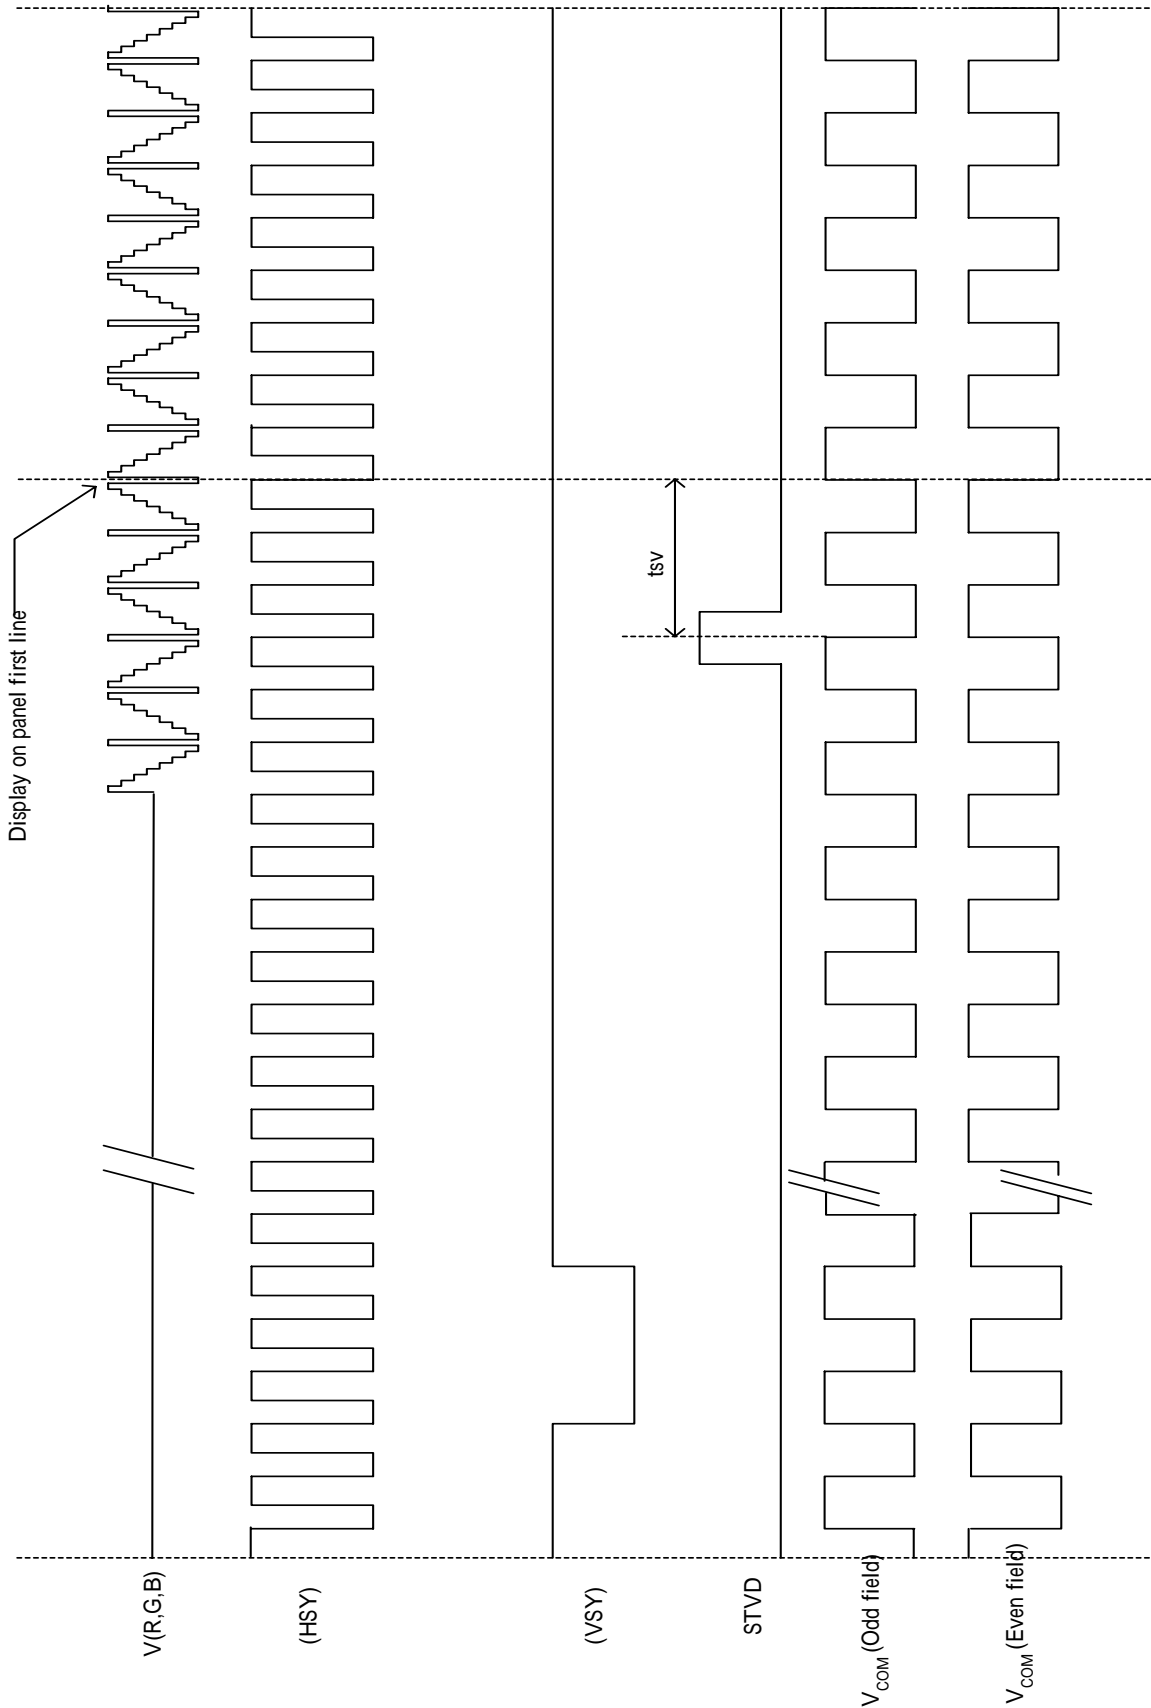 Display on panel first line
tsv
V(R,G,B)
(HSY)
(VSY)
STVD
VCOM (Odd field)
VCOM (Even field)